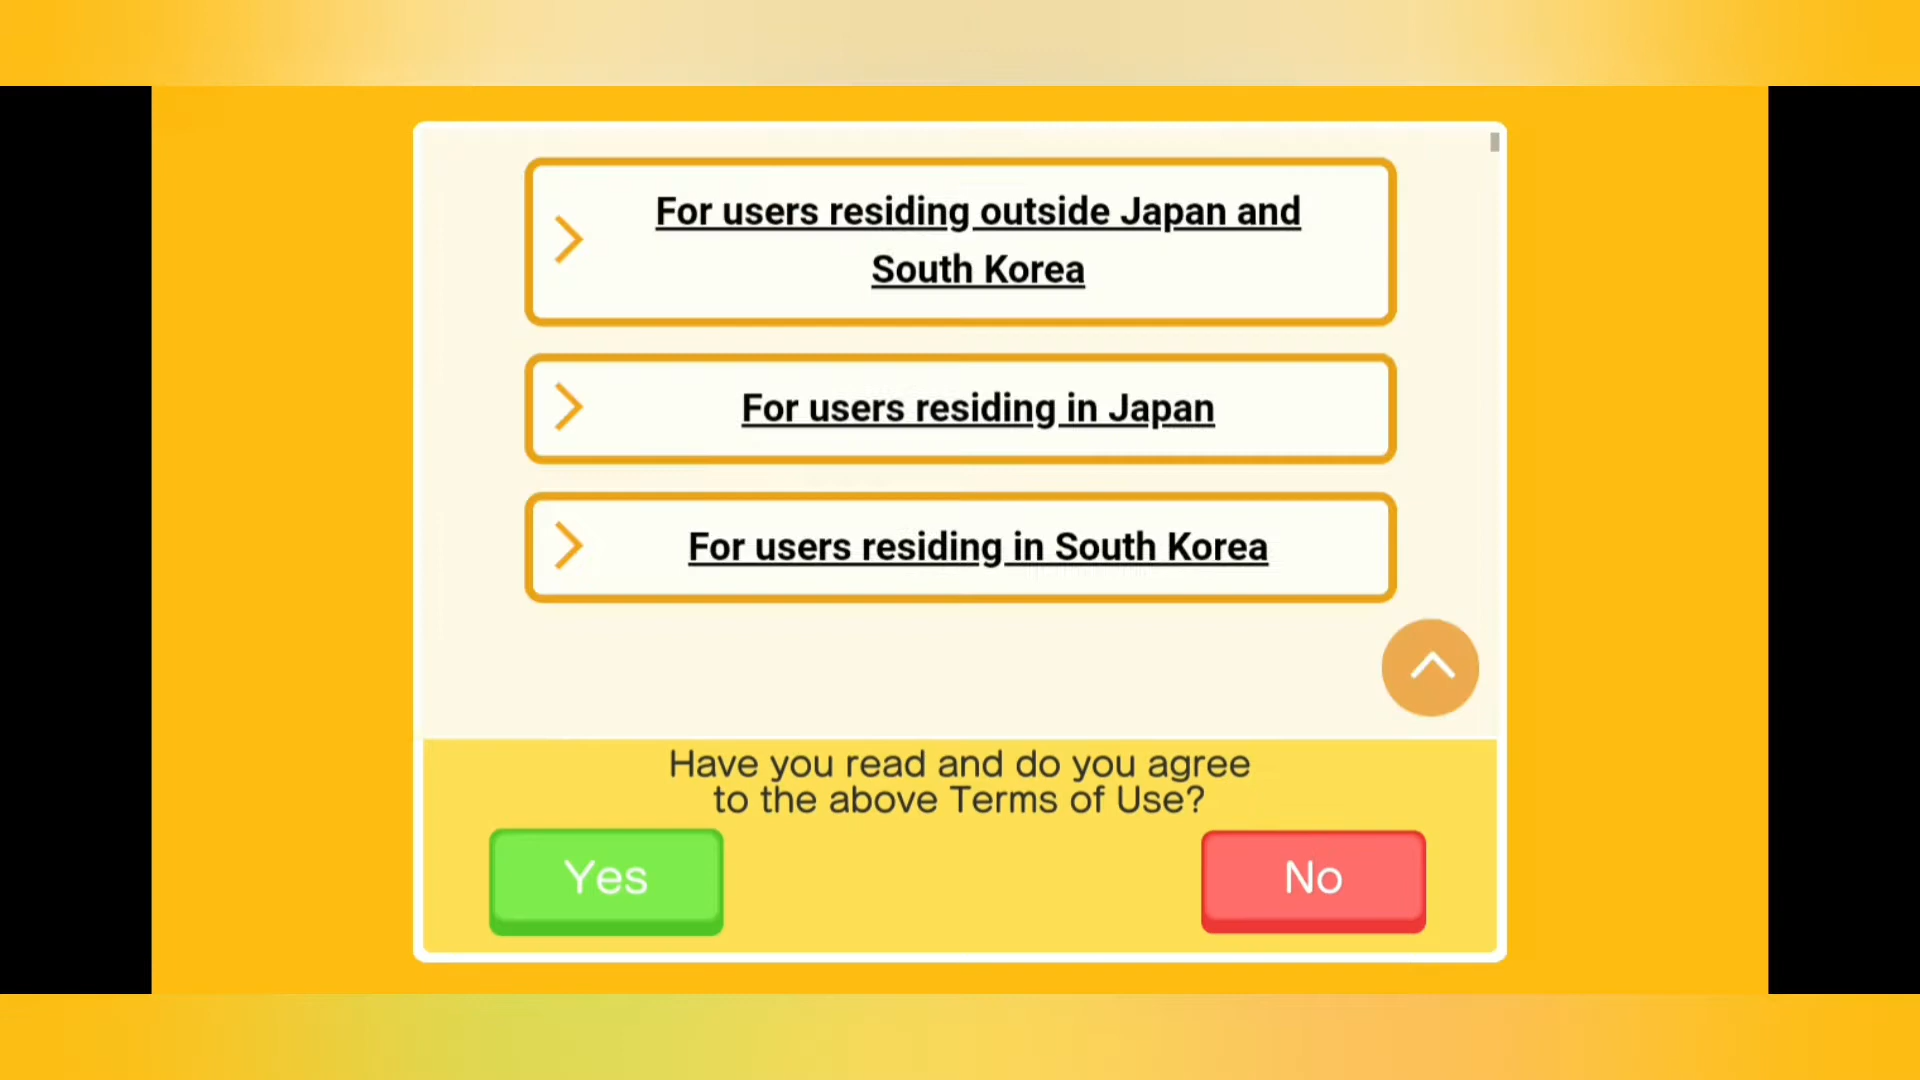 For users residing outside Japan and
South Korea
For users residing in Japan
For users residing in South Korea
Have you read and do you agree
to the above Terms of Use?
Yes
No